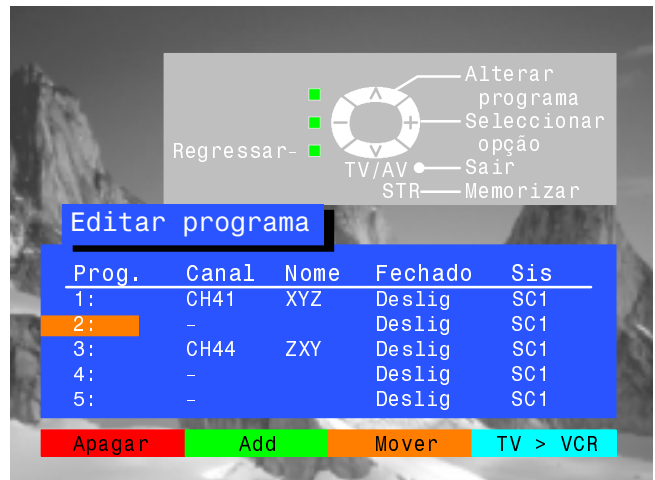 Alterar
programa
Seleccionar
opção
Regressar-
TV/AV Sair
STR Memorizar
Editar programa
Prog. Canal Nome Fechado Sis
1: CH41 XYZ Deslig SC1
2: – Deslig SC1
3: CH44 ZXY Deslig SC1
4: – Deslig SC1
5: – Deslig SC1
Apagar Add Mover TV > VCR